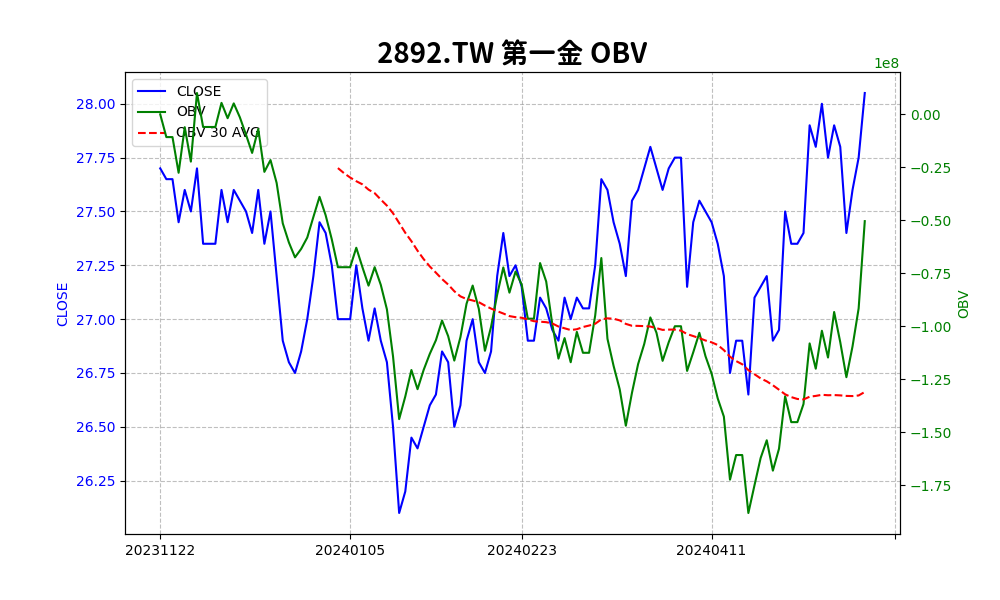 2892.TW 第一金 OBV
1e8
CLOSE
OBV
OBV 30 AVG
28.00
27.75
27.50
27.25
27.00
26.75
26.50
26.25
CLOSE
0.00
−0.25
−0.50
−0.75
−1.00
−1.25
−1.50
−1.75
OBV
20231122
20240105
20240223
20240411